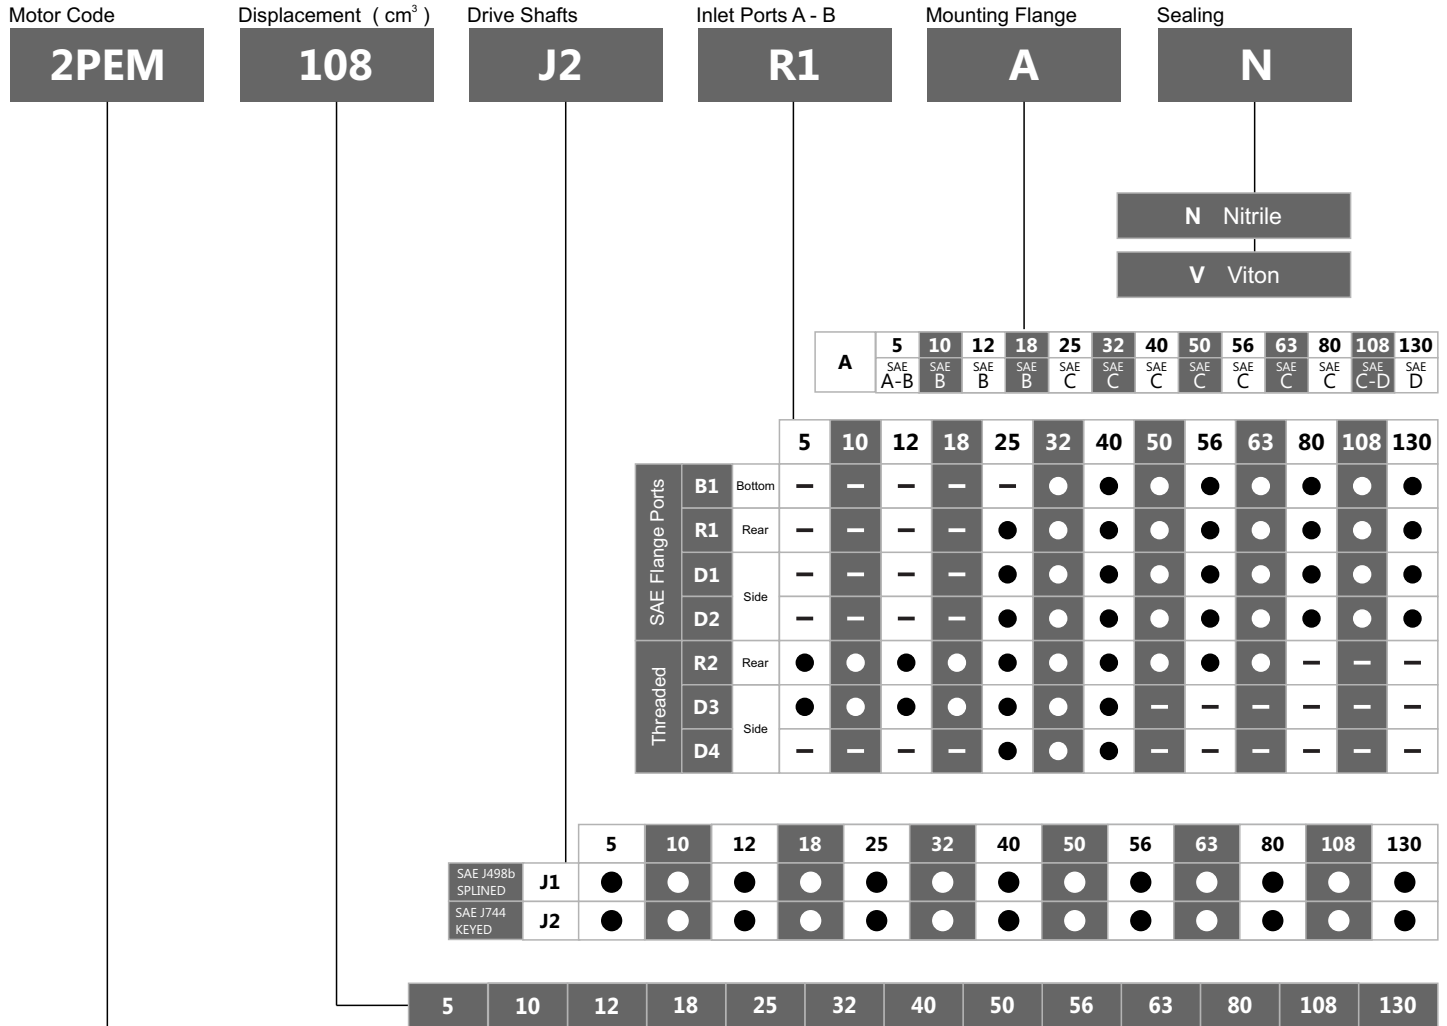 Motor Code Displacement ( cm³ ) Drive Shafts Inlet Ports A - B Mounting Flange Sealing
2PEM 108 J2 R1 A N
N Nitrile
V Viton
A 5 10 12 18 25 32 40 50 56 63 80 108 130
SAE A-B SAE B SAE B SAE B SAE C SAE C SAE C SAE C SAE C SAE C SAE C SAE C-D SAE D
5 10 12 18 25 32 40 50 56 63 80 108 130
SAE Flange Ports
B1 Bottom – – – – – ● ● ● ● ● ● ● ●
R1 Rear – – – – ● ● ● ● ● ● ● ● ●
D1 Side – – – – ● ● ● ● ● ● ● ● ●
D2 – – – – ● ● ● ● ● ● ● ● ●
Threaded
R2 Rear ● ● ● ● ● ● ● ● ● ● – – –
D3 Side ● ● ● ● ● ● ● – – – – – –
D4 – – – – ● ● ● – – – – – –
5 10 12 18 25 32 40 50 56 63 80 108 130
SAE J498b
SPLINED J1 ● ● ● ● ● ● ● ● ● ● ● ● ●
SAE J744
KEYED J2 ● ● ● ● ● ● ● ● ● ● ● ● ●
5 10 12 18 25 32 40 50 56 63 80 108 130